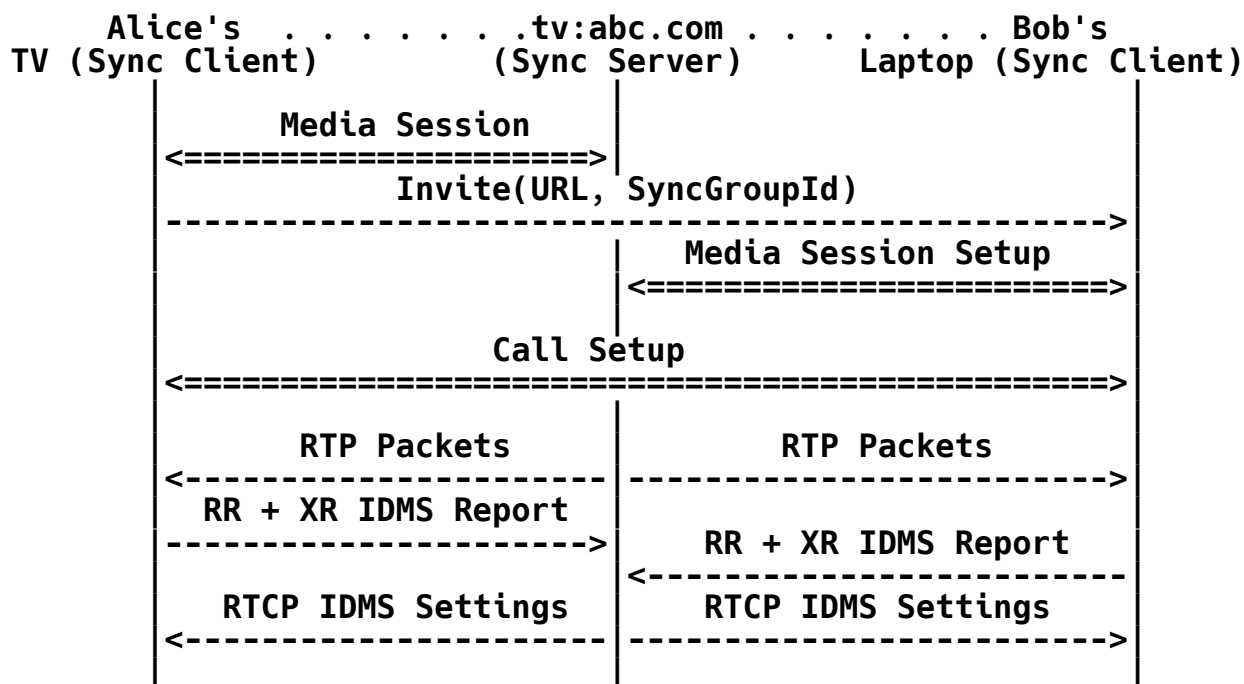 Alice's . . . . . . .tv:abc.com . . . . . . . Bob's
TV (Sync Client) (Sync Server) Laptop (Sync Client)
Media Session
<=====================>
Invite(URL, SyncGroupId)
------------------------------------------------->
Media Session Setup
<========================>
Call Setup
<================================================>
RTP Packets RTP Packets
<---------------------- ------------------------->
RR + XR IDMS Report
----------------------> RR + XR IDMS Report
<-------------------------
RTCP IDMS Settings RTCP IDMS Settings
<---------------------- ------------------------->